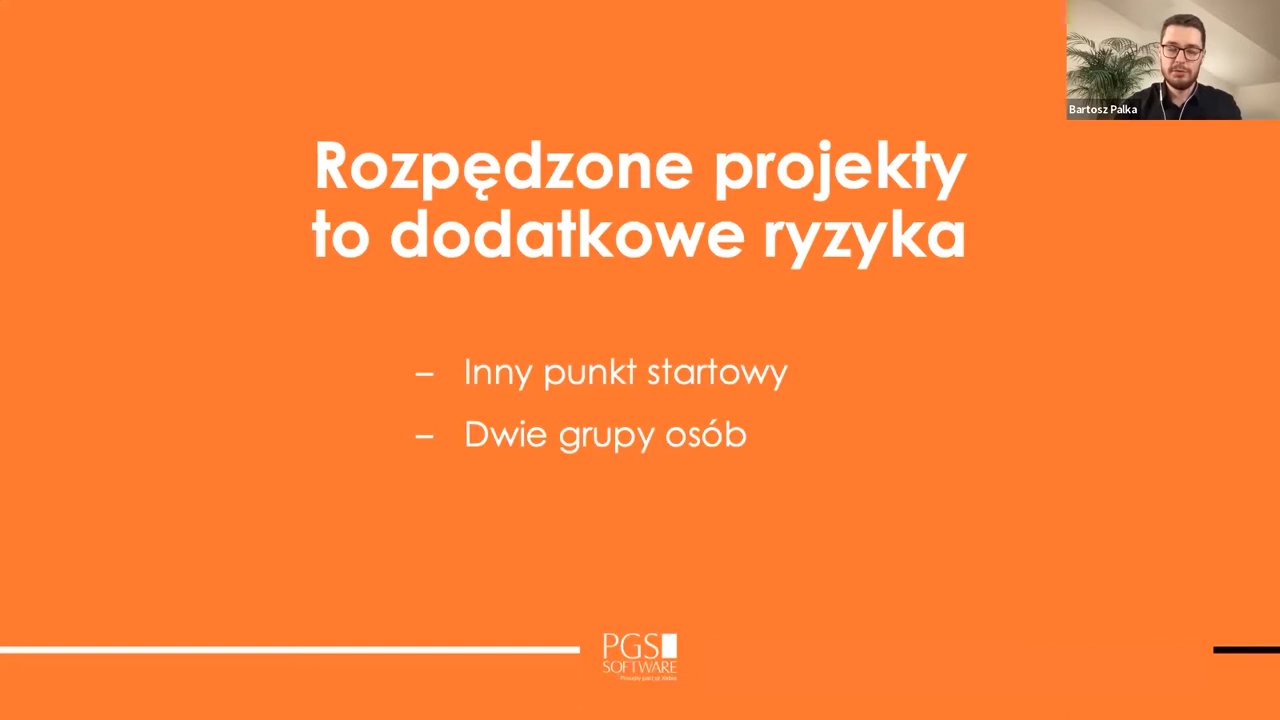 Bartosz Palka
Rozpędzone projekty
to dodatkowe ryzyka
– Inny punkt startowy
– Dwie grupy osób
PGS
SOFTWARE